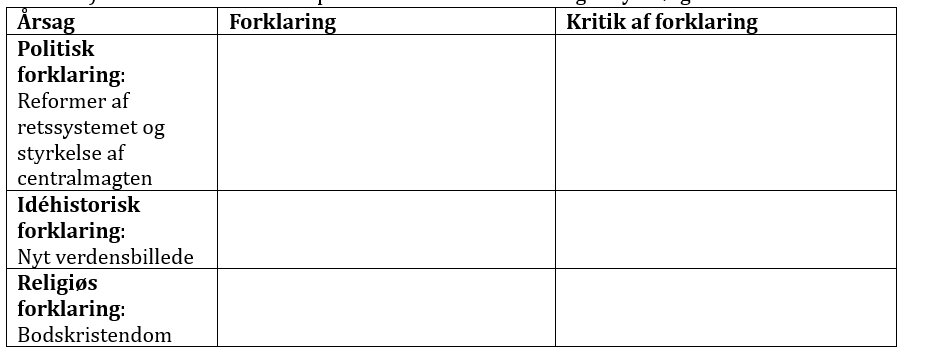 Årsag Forklaring Kritik af forklaring
Politisk
forklaring:
Reformer af
retssystemet og
styrkelse af
centralmagten
Idéhistorisk
forklaring:
Nyt verdensbillede
Religiøs
forklaring:
Bodskristendom